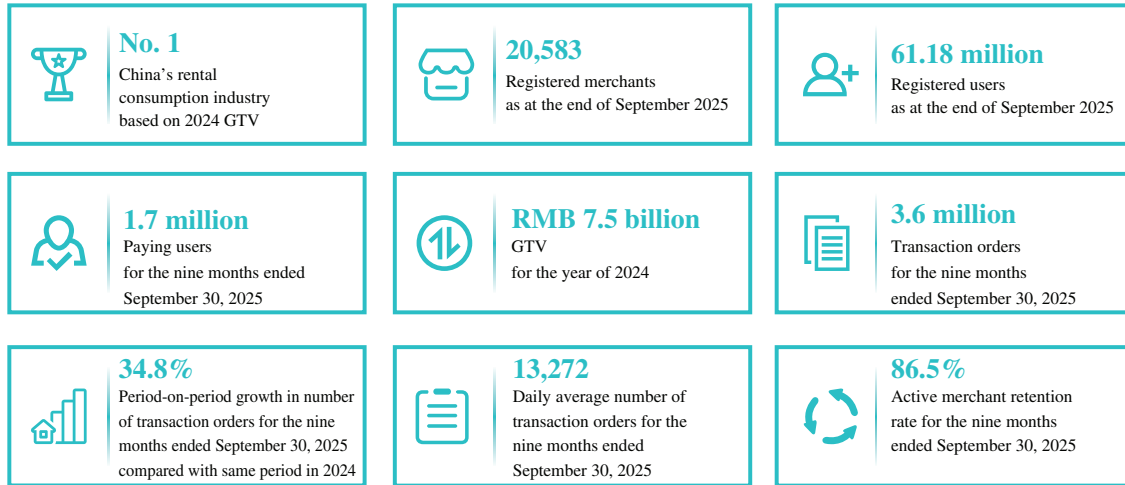 No. 1
China's rental
consumption industry
based on 2024 GTV
20,583
Registered merchants
as at the end of September 2025
61.18 million
Registered users
as at the end of September 2025
1.7 million
Paying users
for the nine months ended
September 30, 2025
RMB 7.5 billion
GTV
for the year of 2024
3.6 million
Transaction orders
for the nine months
ended September 30, 2025
34.8%
Period-on-period growth in number
of transaction orders for the nine
months ended September 30, 2025
compared with same period in 2024
13,272
Daily average number of
transaction orders for the
nine months ended
September 30, 2025
86.5%
Active merchant retention
rate for the nine months
ended September 30, 2025